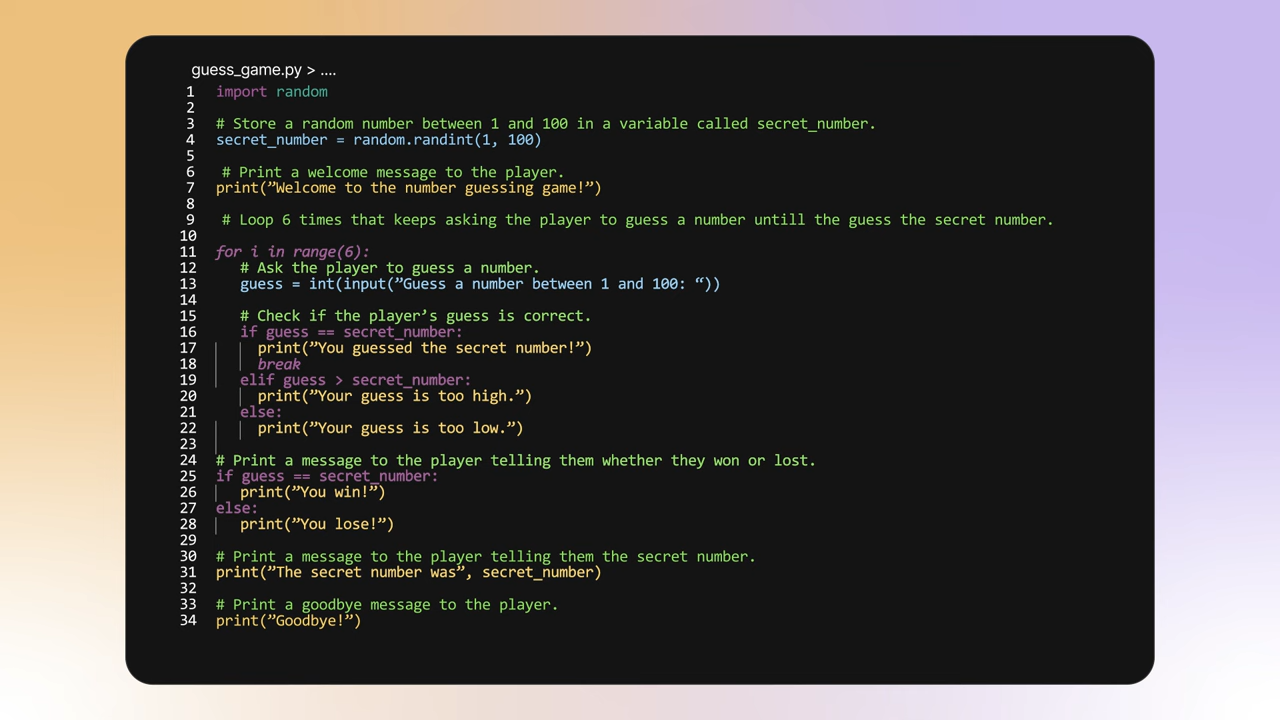 guess_game.py > ....
1 import random
2
3 # Store a random number between 1 and 100 in a variable called secret_number.
4 secret_number = random.randint(1, 100)
5
6 # Print a welcome message to the player.
7 print(”Welcome to the number guessing game!”)
8
9 # Loop 6 times that keeps asking the player to guess a number untill the guess the secret number.
10
11 for i in range(6):
12 # Ask the player to guess a number.
13 guess = int(input(”Guess a number between 1 and 100: “))
14
15 # Check if the player’s guess is correct.
16 if guess == secret_number:
17 print(”You guessed the secret number!”)
18 break
19 elif guess > secret_number:
20 print(”Your guess is too high.”)
21 else:
22 print(”Your guess is too low.”)
23
24 # Print a message to the player telling them whether they won or lost.
25 if guess == secret_number:
26 print(”You win!”)
27 else:
28 print(”You lose!”)
29
30 # Print a message to the player telling them the secret number.
31 print(”The secret number was”, secret_number)
32
33 # Print a goodbye message to the player.
34 print(”Goodbye!”)